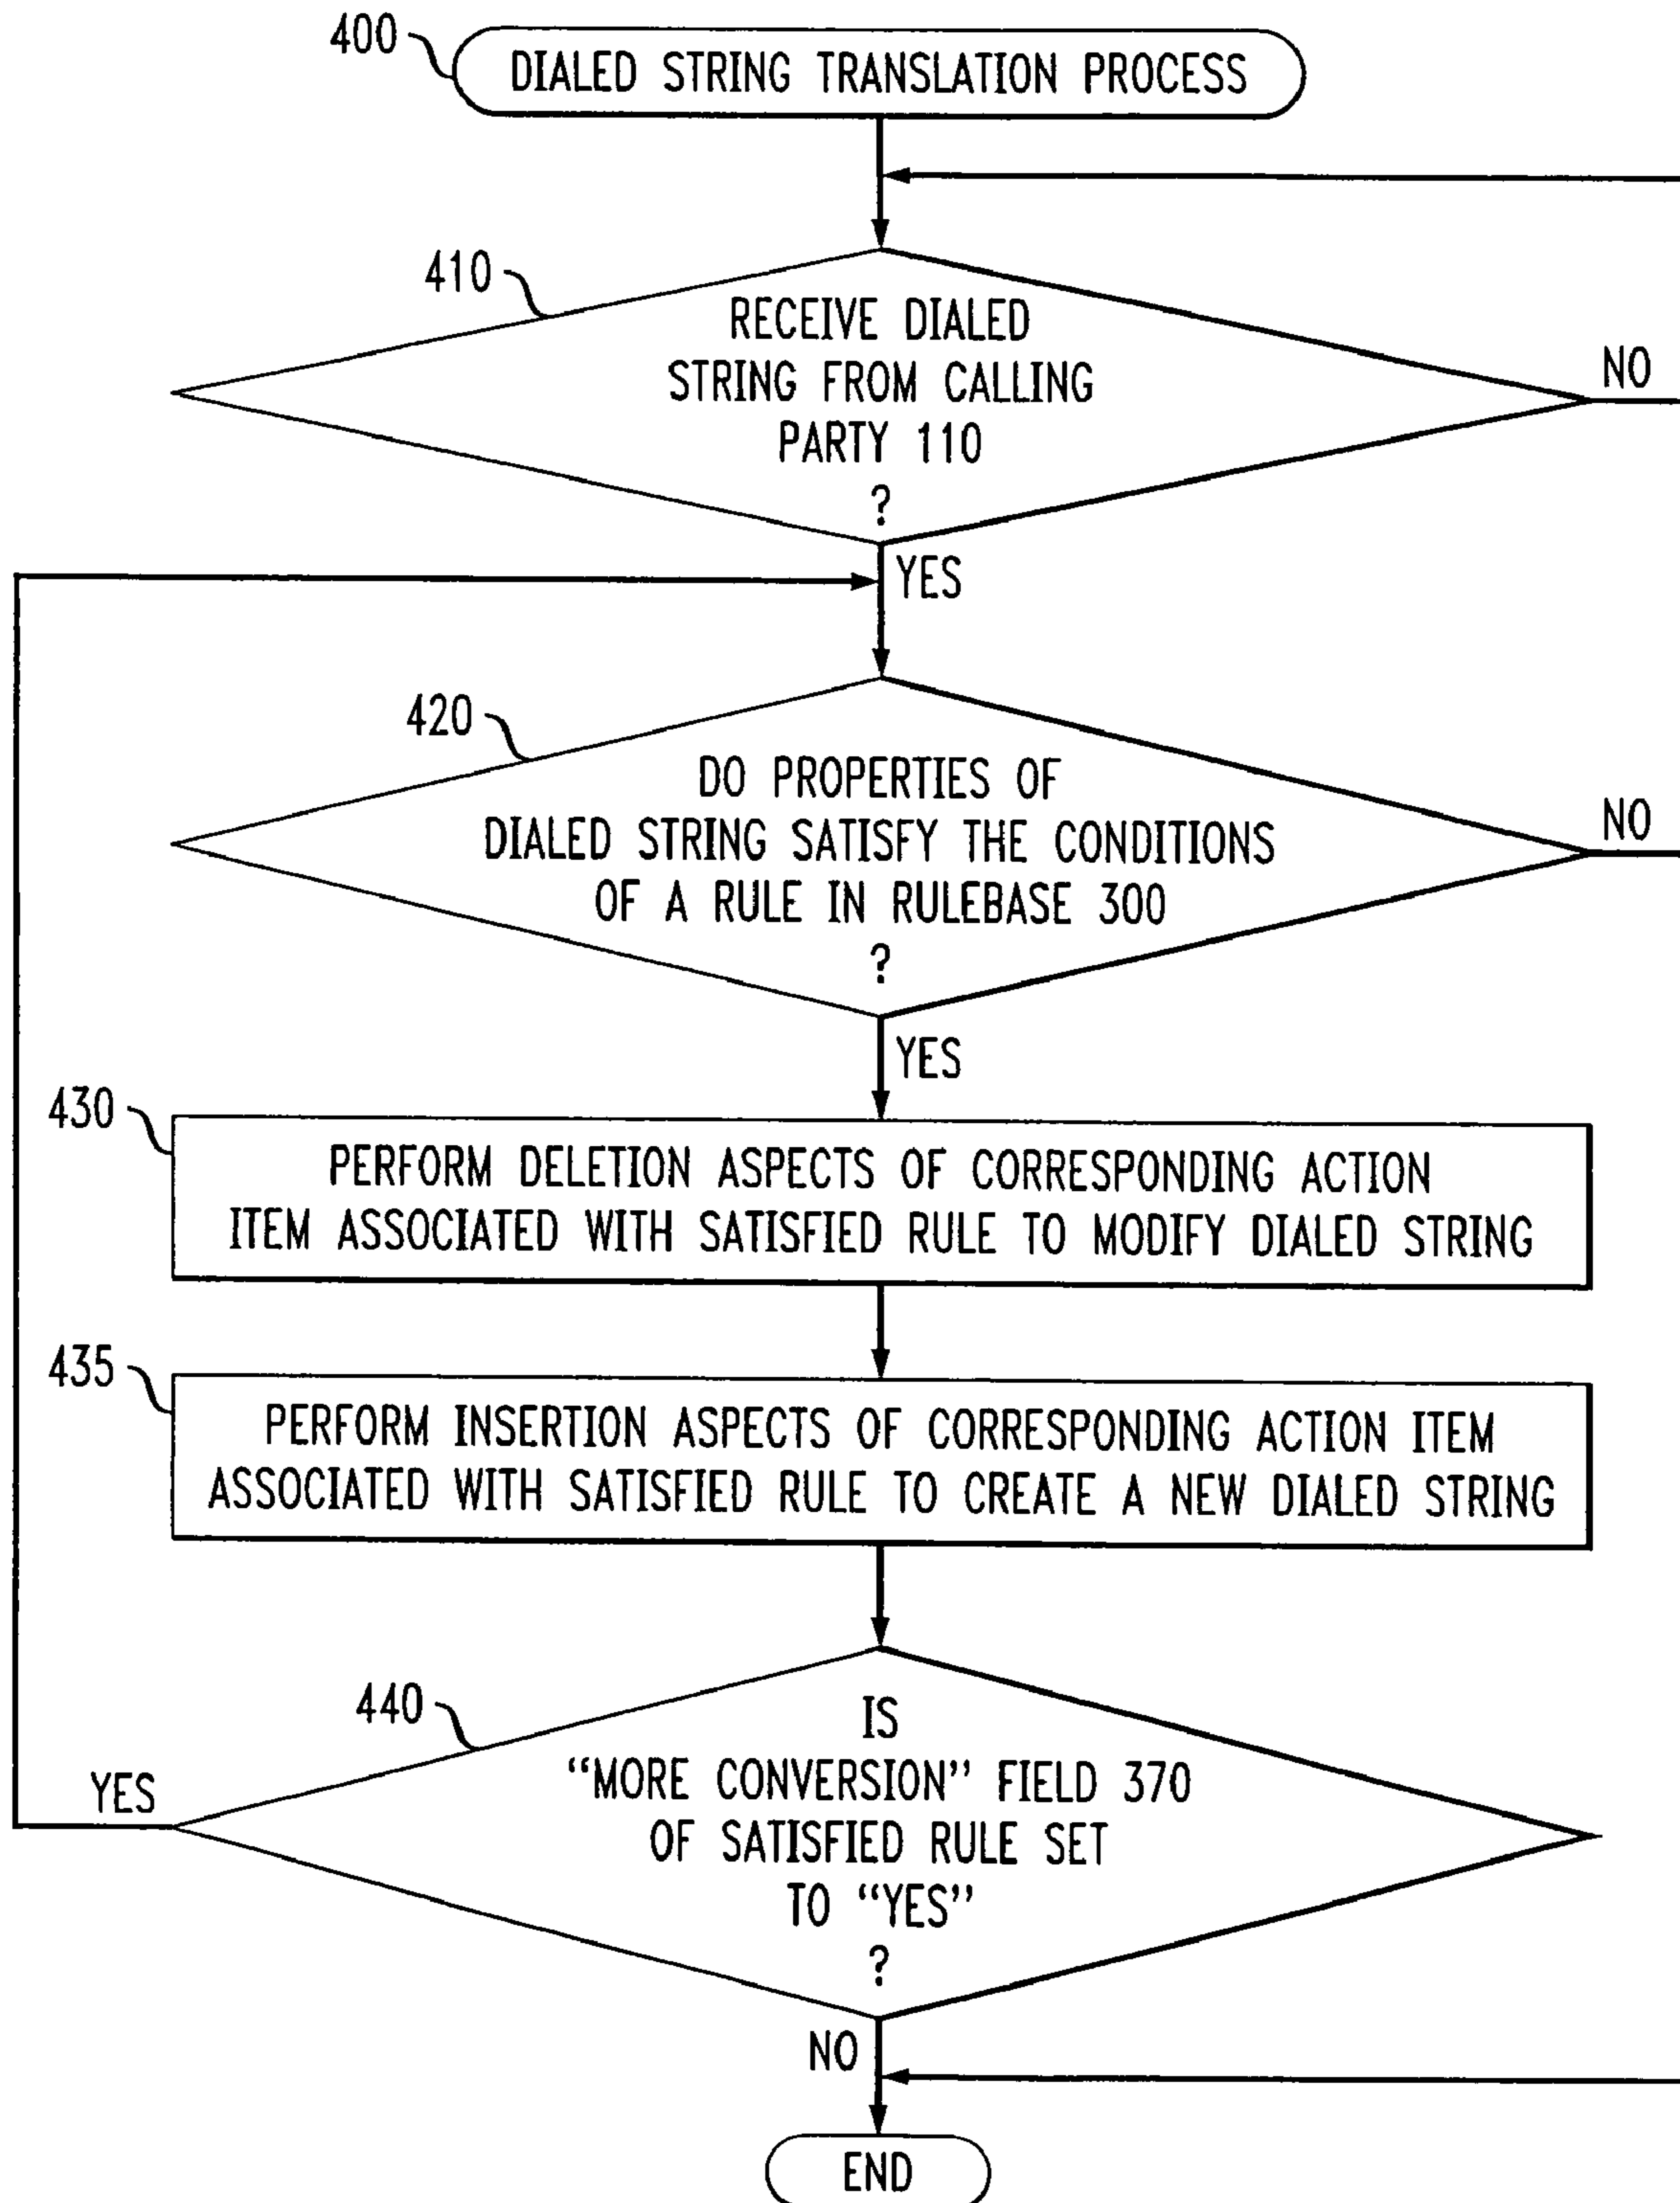 400
DIALED STRING TRANSLATION PROCESS
410
RECEIVE DIALED
STRING FROM CALLING
PARTY 110
?
NO
YES
420
DO PROPERTIES OF
DIALED STRING SATISFY THE CONDITIONS
OF A RULE IN RULEBASE 300
?
NO
YES
430
PERFORM DELETION ASPECTS OF CORRESPONDING ACTION
ITEM ASSOCIATED WITH SATISFIED RULE TO MODIFY DIALED STRING
435
PERFORM INSERTION ASPECTS OF CORRESPONDING ACTION ITEM
ASSOCIATED WITH SATISFIED RULE TO CREATE A NEW DIALED STRING
440
IS
“MORE CONVERSION” FIELD 370
OF SATISFIED RULE SET
TO “YES”
?
YES
NO
END